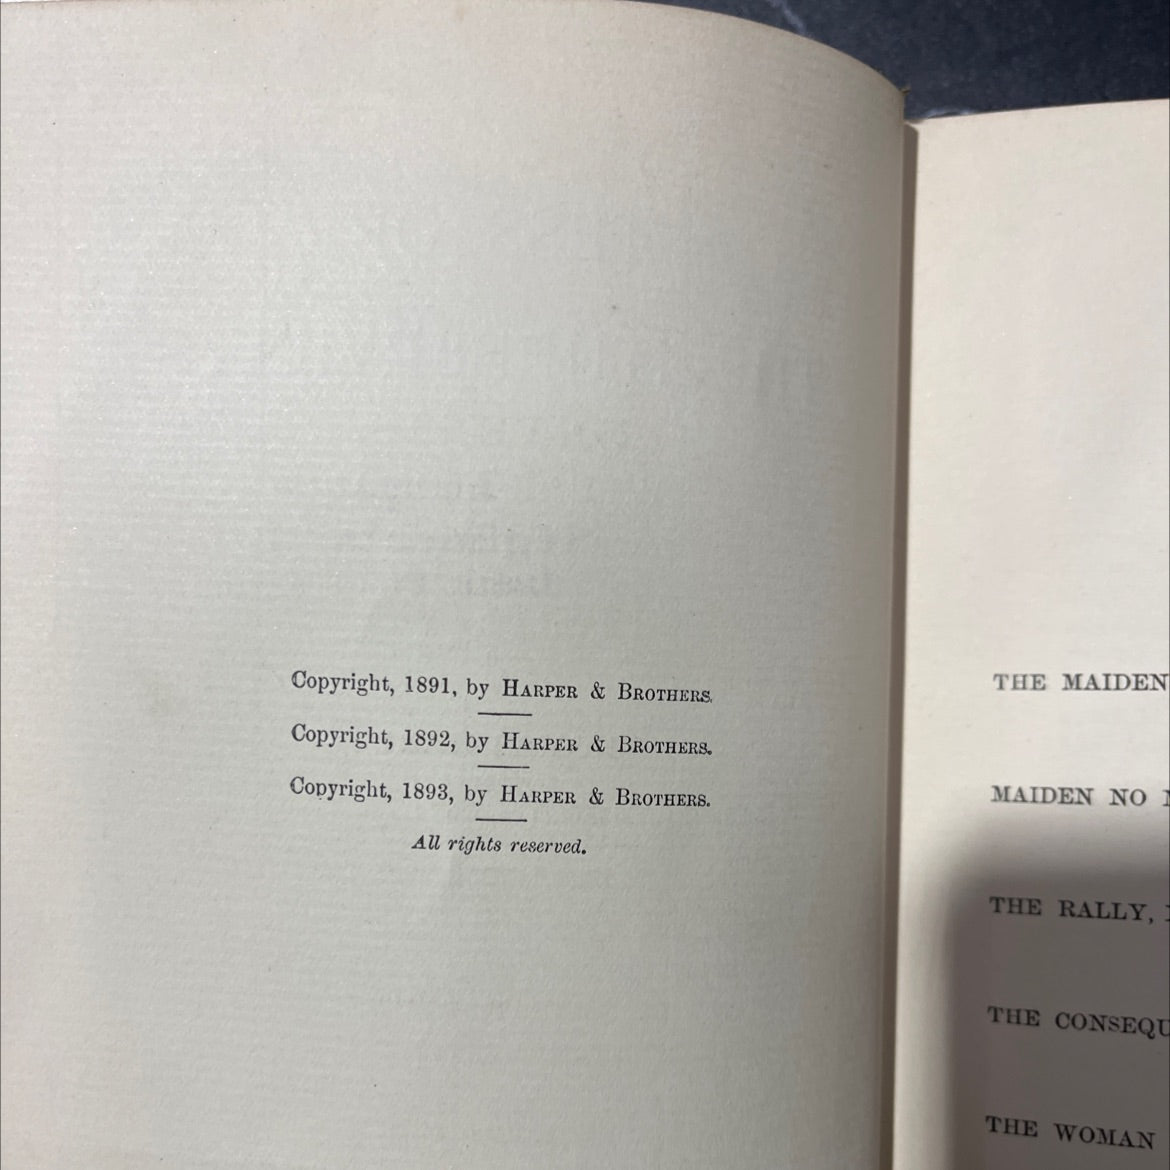 Copyright, 1891, by HARPER & BROTHERS.
Copyright, 1892, by HARPER & BROTHERS.
Copyright, 1893, by HARPER & BROTHERS.
All rights reserved.
THE MAIDEN
MAIDEN NO
THE RALLY,
THE CONSEQU
THE WOMAN